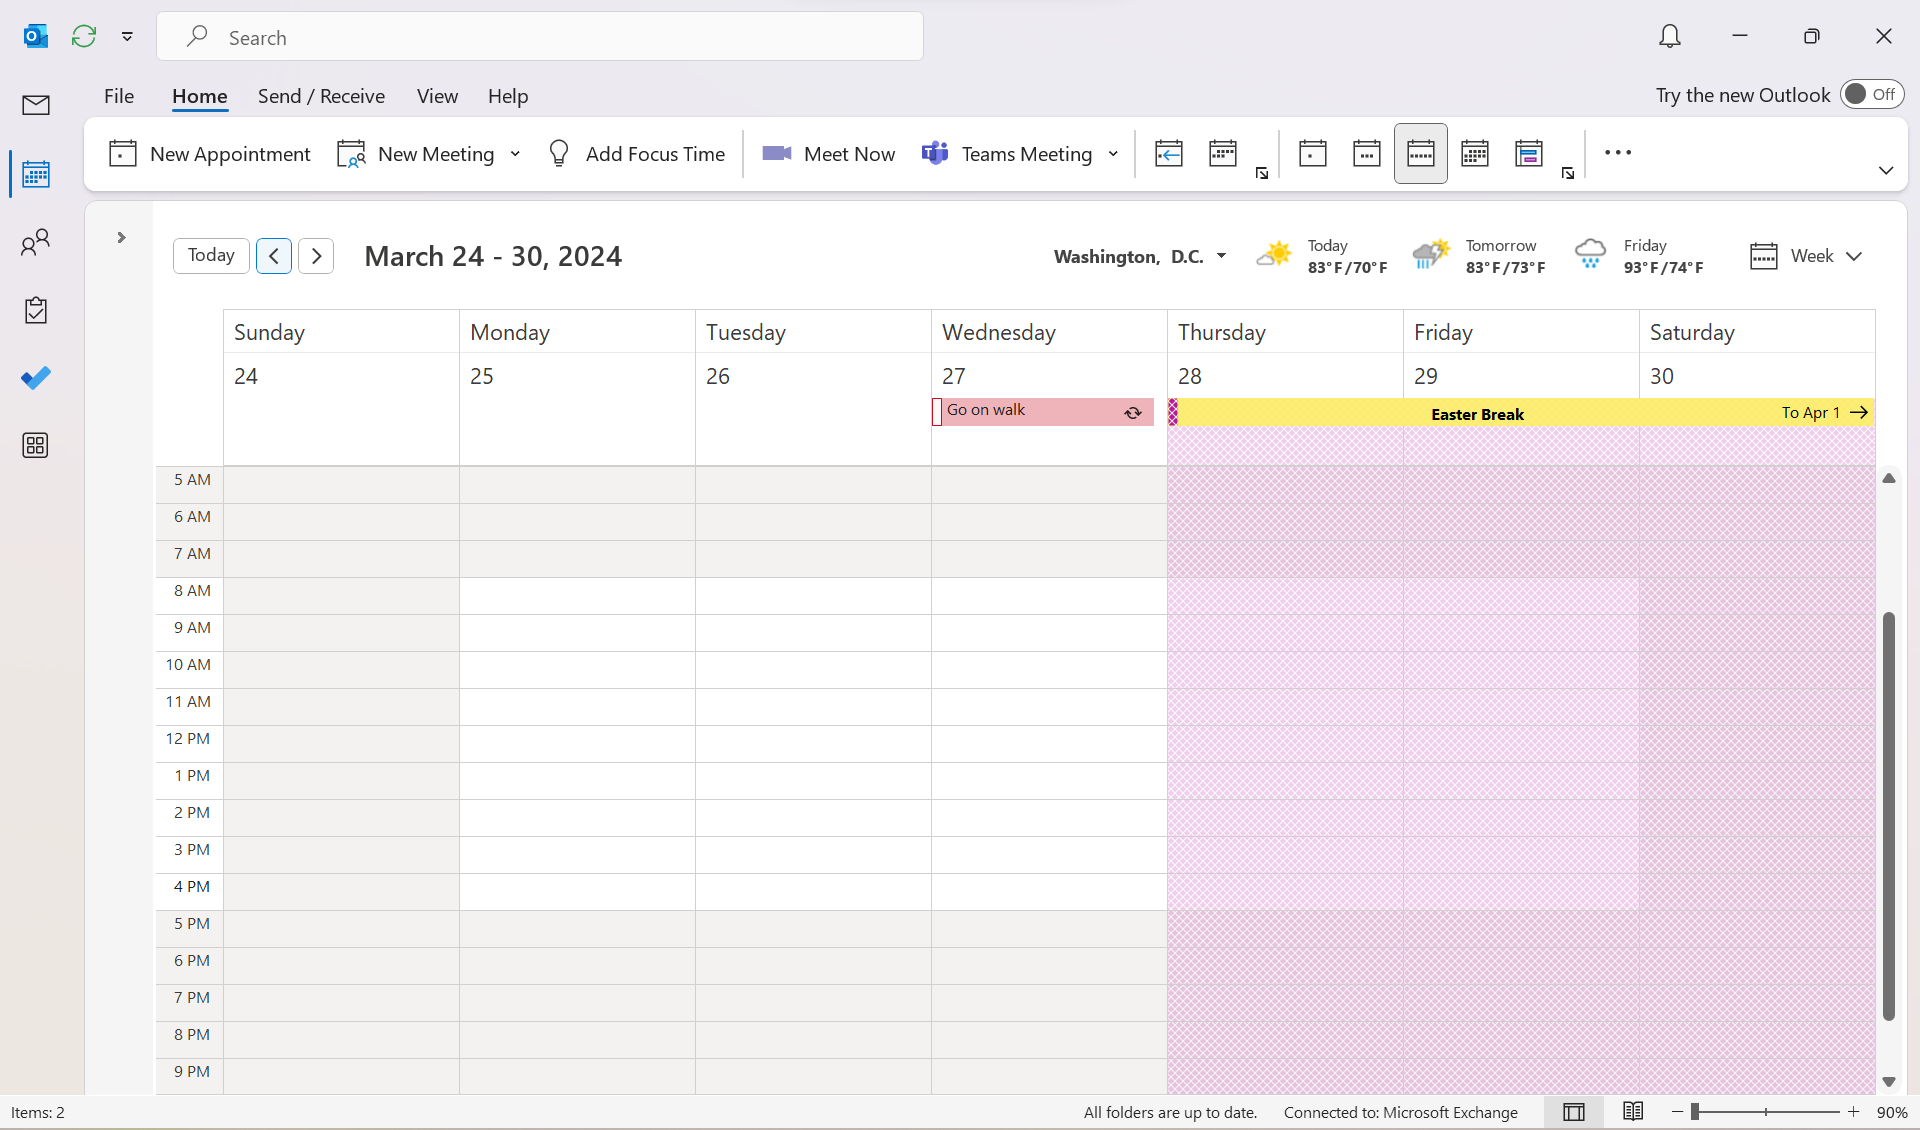 Search
File Home Send / Receive View Help
Try the new Outlook Off
New Appointment New Meeting Add Focus Time Meet Now Teams Meeting
Today March 24 - 30, 2024
Washington, D.C.
Today
83°F/70°F
Tomorrow
83°F/73°F
Friday
93°F/74°F
Week
Sunday Monday Tuesday Wednesday Thursday Friday Saturday
24 25 26 27 28 29 30
Go on walk
Easter Break
To Apr 1
5 AM
6 AM
7 AM
8 AM
9 AM
10 AM
11 AM
12 PM
1 PM
2 PM
3 PM
4 PM
5 PM
6 PM
7 PM
8 PM
9 PM
Items: 2 All folders are up to date. Connected to: Microsoft Exchange 90%